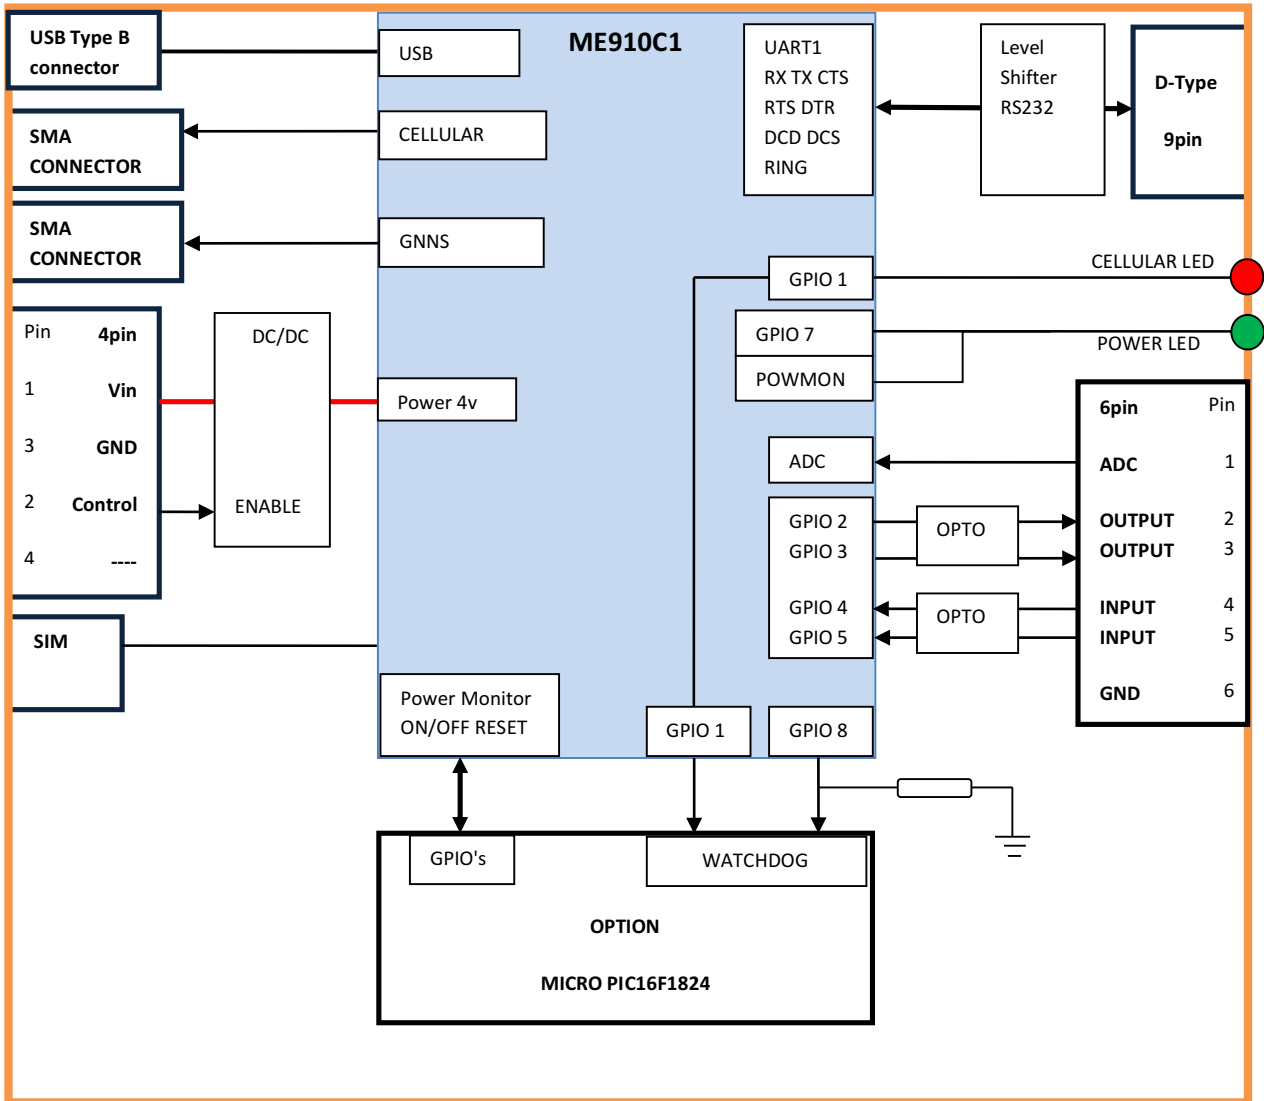 USB Type B
connector
USB
ME910C1
UART1
RX TX CTS
RTS DTR
DCD DCS
RING
Level
Shifter
RS232
D-Type
9pin
SMA
CONNECTOR
CELLULAR
SMA
CONNECTOR
GNNS
GPIO 1
CELLULAR LED
GPIO 7
POWMON
POWER LED
Pin 4pin
1 Vin
3 GND
2 Control
4 ----
DC/DC
ENABLE
Power 4v
ADC
GPIO 2
GPIO 3
GPIO 4
GPIO 5
OPTO
OPTO
6pin Pin
ADC 1
OUTPUT 2
OUTPUT 3
INPUT 4
INPUT 5
GND 6
SIM
Power Monitor
ON/OFF RESET
GPIO 1
GPIO 8
GPIO's
WATCHDOG
OPTION
MICRO PIC16F1824